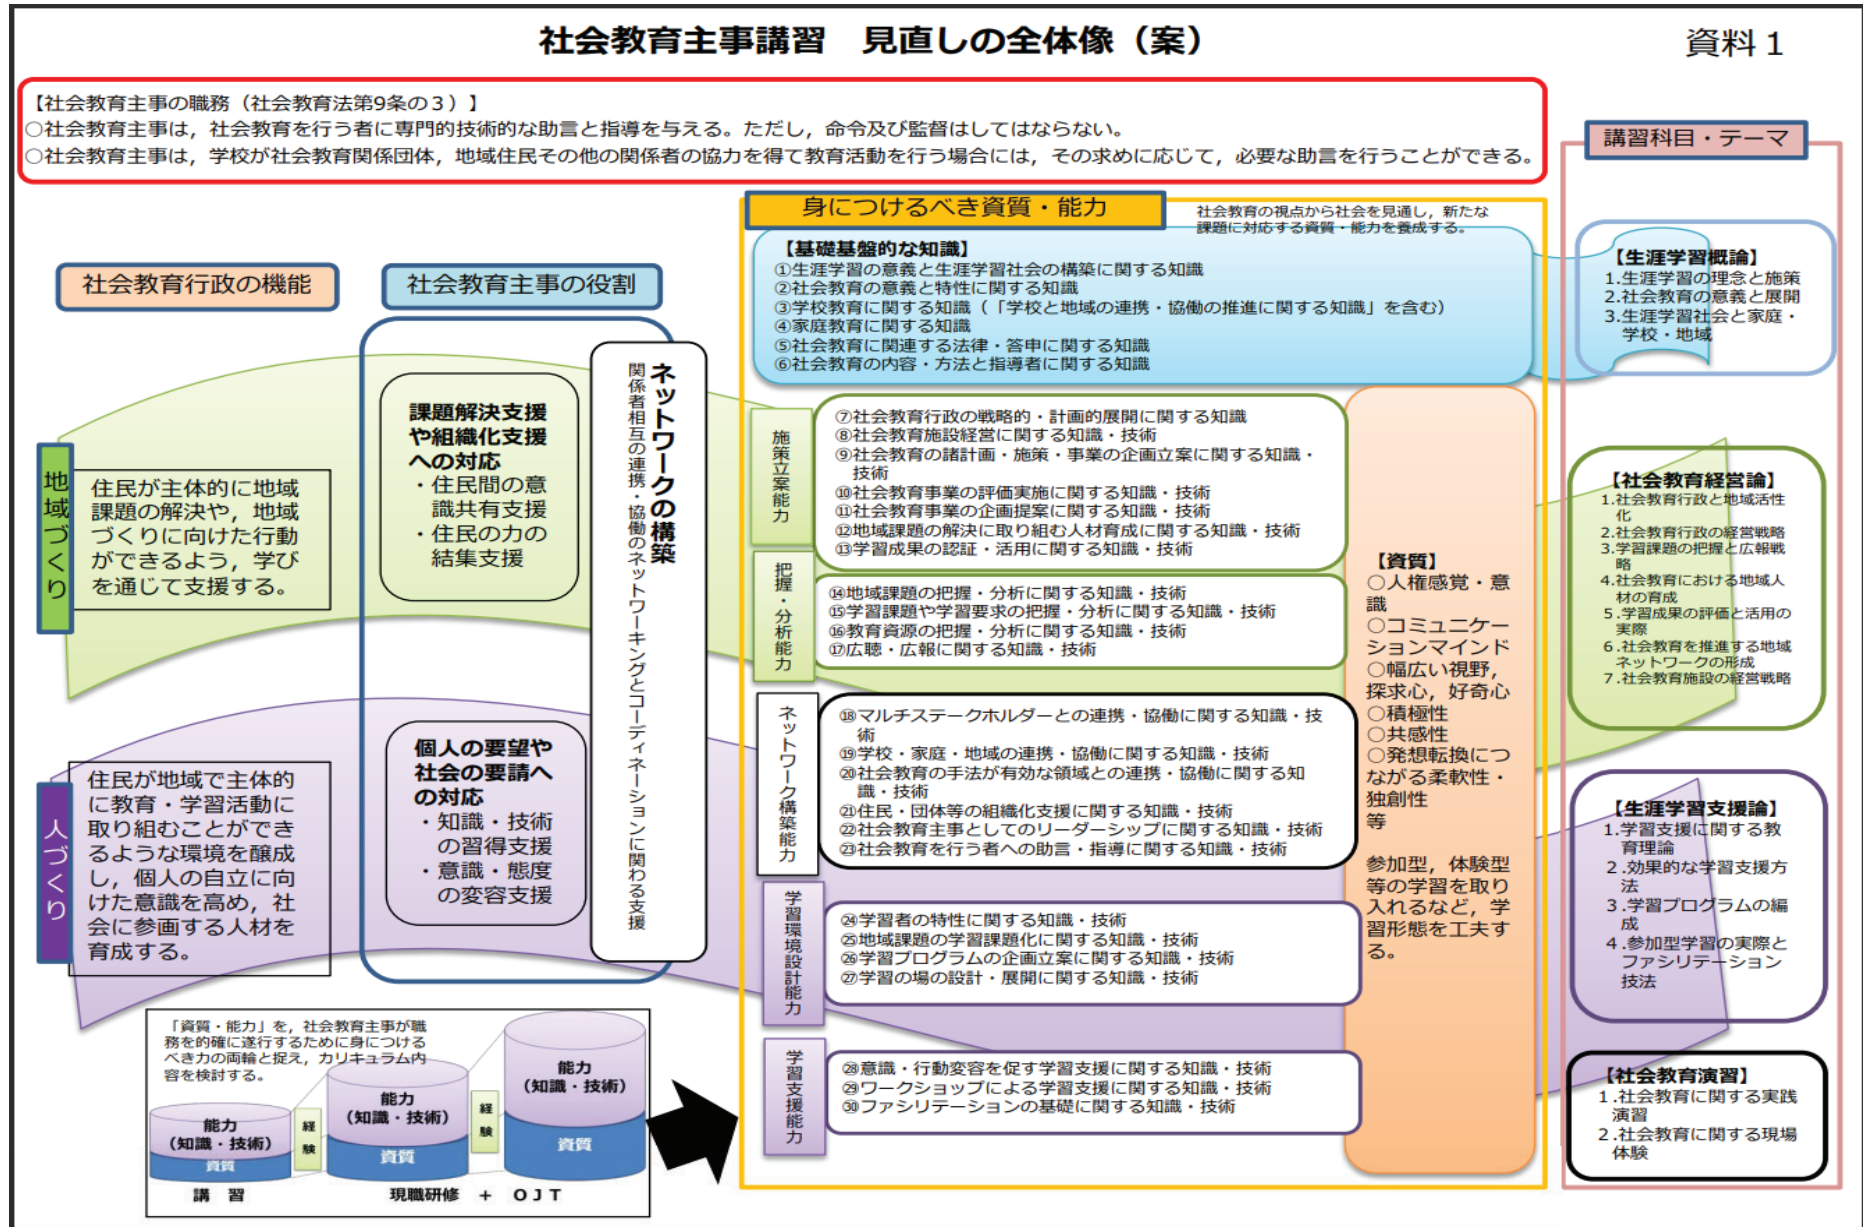 社会教育主事講習　見直しの全体像（案）
資料１
【社会教育主事の職務（社会教育法第9条の３）】
○社会教育主事は，社会教育を行う者に専門的技術的な助言と指導を与える。ただし，命令及び監督はしてはならない。
○社会教育主事は，学校が社会教育関係団体，地域住民その他の関係者の協力を得て教育活動を行う場合には，その求めに応じて，必要な助言を行うことができる。
社会教育行政の機能
地域づくり
住民が主体的に地域
課題の解決や，地域
づくりに向けた行動
ができるよう，学び
を通じて支援する。
人づくり
住民が地域で主体的
に教育・学習活動に
取り組むことができ
るような環境を醸成
し，個人の自立に向
けた意識を高め，社
会に参画する人材を
育成する。
社会教育主事の役割
課題解決支援
や組織化支援
への対応
・住民間の意
識共有支援
・住民の力の
結集支援
個人の要望や
社会の要請へ
の対応
・知識・技術
の習得支援
・意識・態度
の変容支援
ネットワークの構築
関係者相互の連携・協働のネットワーキングとコーディネーションに関わる支援
身につけるべき資質・能力
社会教育の視点から社会を見通し，新たな
課題に対応する資質・能力を養成する。
【基礎基盤的な知識】
①生涯学習の意義と生涯学習社会の構築に関する知識
②社会教育の意義と特性に関する知識
③学校教育に関する知識（「学校と地域の連携・協働の推進に関する知識」を含む）
④家庭教育に関する知識
⑤社会教育に関連する法律・答申に関する知識
⑥社会教育の内容・方法と指導者に関する知識
施策立案能力
⑦社会教育行政の戦略的・計画的展開に関する知識
⑧社会教育施設経営に関する知識・技術
⑨社会教育の諸計画・施策・事業の企画立案に関する知識・
技術
⑩社会教育事業の評価実施に関する知識・技術
⑪社会教育事業の企画提案に関する知識・技術
⑫地域課題の解決に取り組む人材育成に関する知識・技術
⑬学習成果の認証・活用に関する知識・技術
把握・分析能力
⑭地域課題の把握・分析に関する知識・技術
⑮学習課題や学習要求の把握・分析に関する知識・技術
⑯教育資源の把握・分析に関する知識・技術
⑰広聴・広報に関する知識・技術
ネットワーク構築能力
⑱マルチステークホルダーとの連携・協働に関する知識・技
術
⑲学校・家庭・地域の連携・協働に関する知識・技術
⑳社会教育の手法が有効な領域との連携・協働に関する知
識・技術
㉑住民・団体等の組織化支援に関する知識・技術
㉒社会教育主事としてのリーダーシップに関する知識・技術
㉓社会教育を行う者への助言・指導に関する知識・技術
学習環境設計能力
㉔学習者の特性に関する知識・技術
㉕地域課題の学習課題化に関する知識・技術
㉖学習プログラムの企画立案に関する知識・技術
㉗学習の場の設計・展開に関する知識・技術
学習支援能力
㉘意識・行動変容を促す学習支援に関する知識・技術
㉙ワークショップによる学習支援に関する知識・技術
㉚ファシリテーションの基礎に関する知識・技術
【資質】
○人権感覚・意
識
○コミュニケー
ションマインド
○幅広い視野，
探求心，好奇心
○積極性
○共感性
○発想転換につ
ながる柔軟性・
独創性
等
参加型，体験型
等の学習を取り
入れるなど，学
習形態を工夫す
る。
講習科目・テーマ
【生涯学習概論】
1.生涯学習の理念と施策
2.社会教育の意義と展開
3.生涯学習社会と家庭・
学校・地域
【社会教育経営論】
1.社会教育行政と地域活性
化
2.社会教育行政の経営戦略
3.学習課題の把握と広報戦
略
4.社会教育における地域人
材の育成
5.学習成果の評価と活用の
実際
6.社会教育を推進する地域
ネットワークの形成
7.社会教育施設の経営戦略
【生涯学習支援論】
1.学習支援に関する教
育理論
2.効果的な学習支援方
法
3.学習プログラムの編
成
4.参加型学習の実際と
ファシリテーション
技法
【社会教育演習】
1.社会教育に関する実践
演習
2.社会教育に関する現場
体験
「資質・能力」を，社会教育主事が職
務を的確に遂行するために身につける
べき力の両輪と捉え，カリキュラム内
容を検討する。
能力
（知識・技術）
資質
経験
能力
（知識・技術）
資質
経験
能力
（知識・技術）
資質
講　習
現職研修　＋　ＯＪＴ